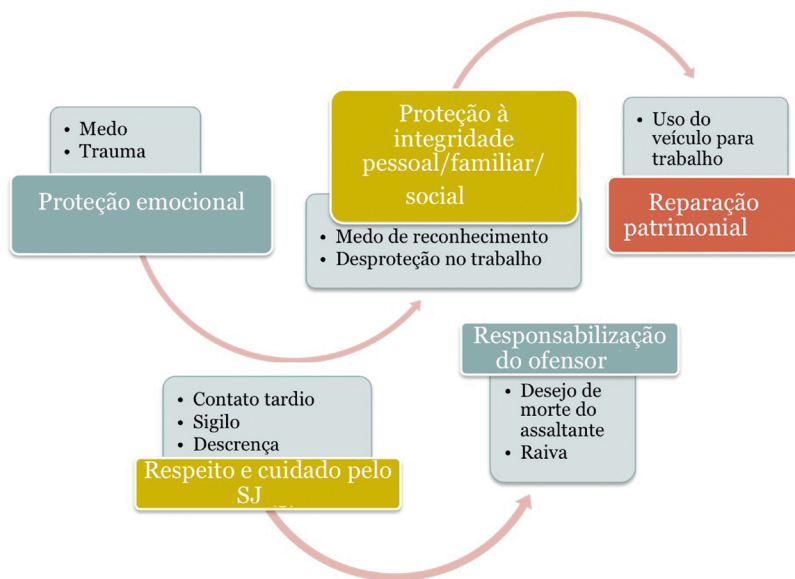 • Medo
• Trauma
Proteção emocional
Proteção à
integridade
pessoal/familiar/
social
• Medo de reconhecimento
• Desproteção no trabalho
• Uso do
veículo para
trabalho
Reparação
patrimonial
• Contato tardio
• Sigilo
• Descrença
Respeito e cuidado pelo
SJ
Responsabilização
do ofensor
• Desejo de
morte do
assaltante
• Raiva